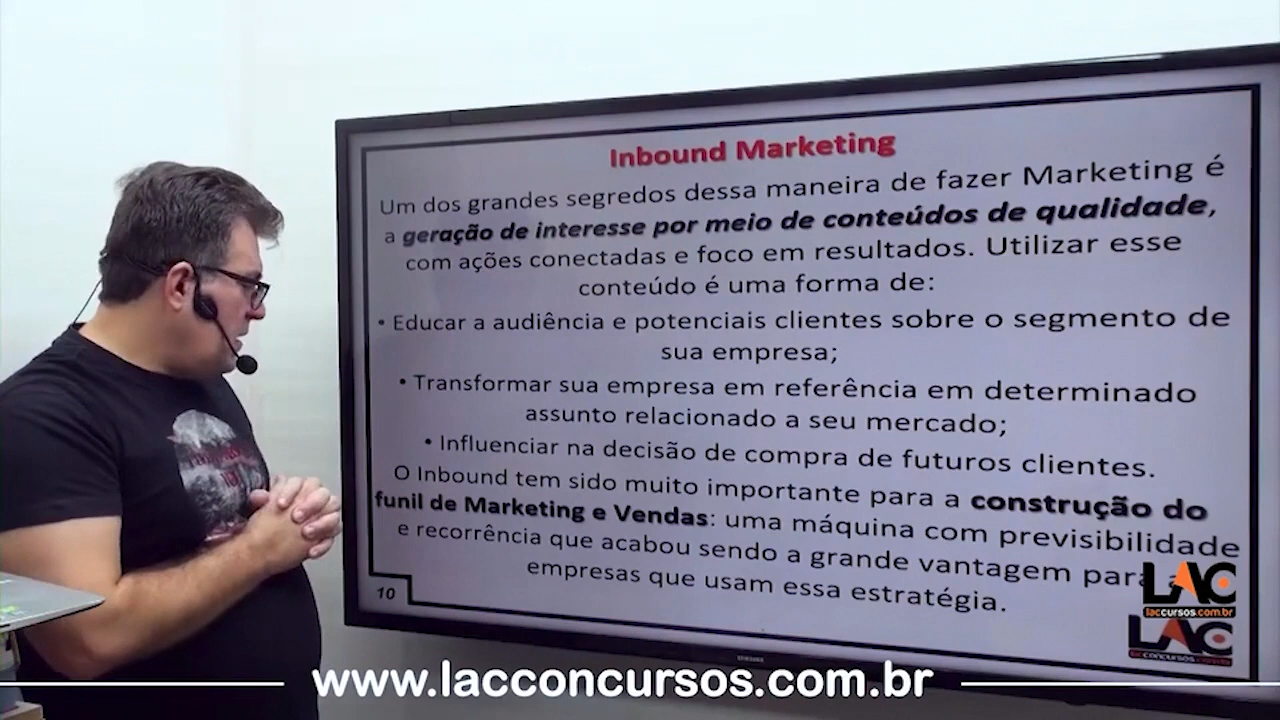 Inbound Marketing
Um dos grandes segredos dessa maneira de fazer Marketing é
a geração de interesse por meio de conteúdos de qualidade,
com ações conectadas e foco em resultados. Utilizar esse
conteúdo é uma forma de:
• Educar a audiência e potenciais clientes sobre o segmento de
sua empresa;
• Transformar sua empresa em referência em determinado
assunto relacionado a seu mercado;
• Influenciar na decisão de compra de futuros clientes.
O Inbound tem sido muito importante para a construção do
funil de Marketing e Vendas: uma máquina com previsibilidade
e recorrência que acabou sendo a grande vantagem para
empresas que usam essa estratégia.
10
LAC
laccursos.com.br
LAC
www.lacconcursos.com.br